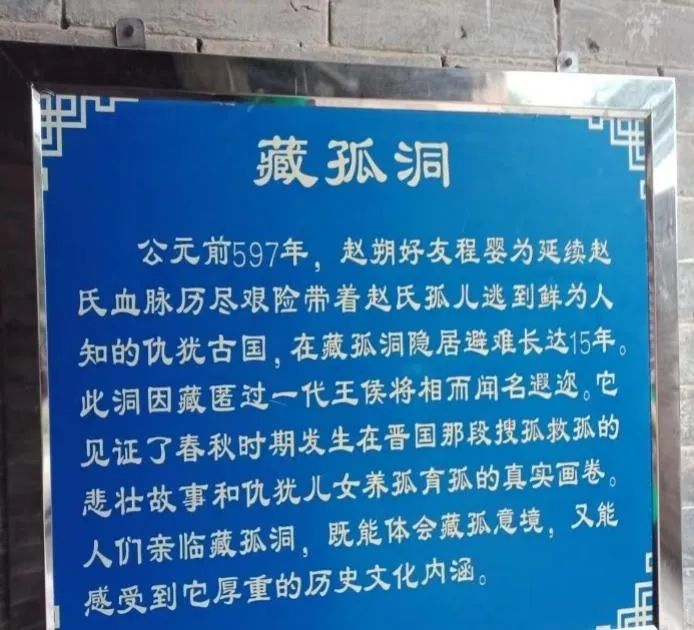 藏孤洞
公元前597年，赵朔好友程婴为延续赵
氏血脉历尽艰险带着赵氏孤儿逃到鲜为人
知的仇犹古国，在藏孤洞隐居避难长达15年。
此洞因藏匿过一代王侯将相而闻名遐迩。它
见证了春秋时期发生在晋国那段搜孤救孤的
悲壮故事和仇犹儿女养孤育孤的真实画卷。
人们亲临藏孤洞，既能体会藏孤意境，又能
感受到它厚重的历史文化内涵。